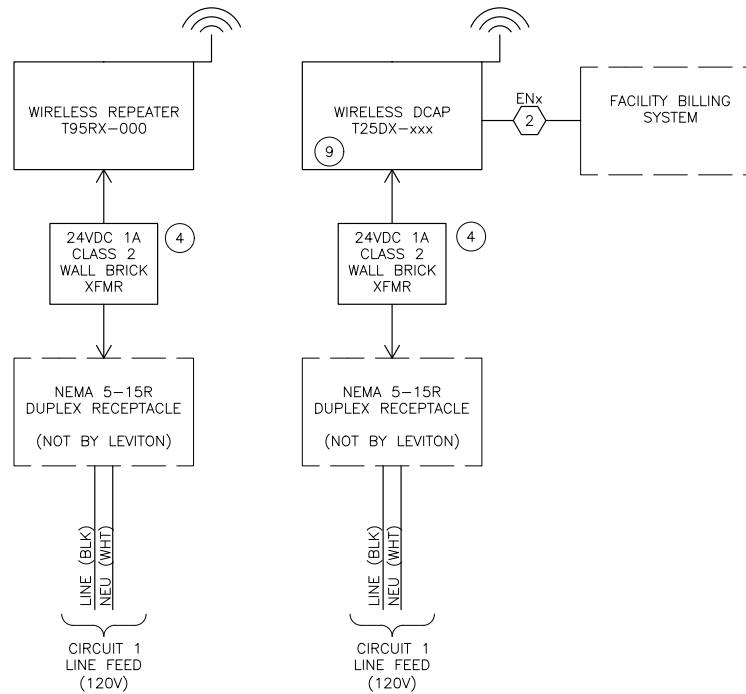 WIRELESS REPEATER
T95RX-000
WIRELESS DCAP
T25DX-xxx
9
ENx
2
FACILITY BILLING
SYSTEM
24VDC 1A
CLASS 2
WALL BRICK
XFMR
4
24VDC 1A
CLASS 2
WALL BRICK
XFMR
4
NEMA 5-15R
DUPLEX RECEPTACLE
(NOT BY LEVITON)
NEMA 5-15R
DUPLEX RECEPTACLE
(NOT BY LEVITON)
LINE (BLK)
NEU (WHT)
LINE (BLK)
NEU (WHT)
CIRCUIT 1
LINE FEED
(120V)
CIRCUIT 1
LINE FEED
(120V)